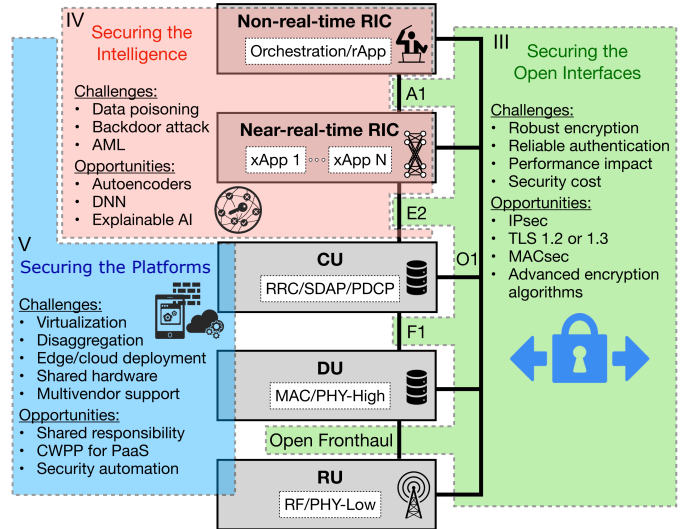 IV
Securing the
Intelligence
Challenges:
• Data poisoning
• Backdoor attack
• AML
Opportunities:
• Autoencoders
• DNN
• Explainable AI
V
Securing the Platforms
Challenges:
• Virtualization
• Disaggregation
• Edge/cloud deployment
• Shared hardware
• Multivendor support
Opportunities:
• Shared responsibility
• CWPP for PaaS
• Security automation
Non-real-time RIC
Orchestration/rApp
A1
Near-real-time RIC
xApp 1 xApp N
E2
CU
RRC/SDAP/PDCP
O1
F1
DU
MAC/PHY-High
Open Fronthaul
RU
RF/PHY-Low
III
Securing the
Open Interfaces
Challenges:
• Robust encryption
• Reliable authentication
• Performance impact
• Security cost
Opportunities:
• IPsec
• TLS 1.2 or 1.3
• MACsec
• Advanced encryption
algorithms